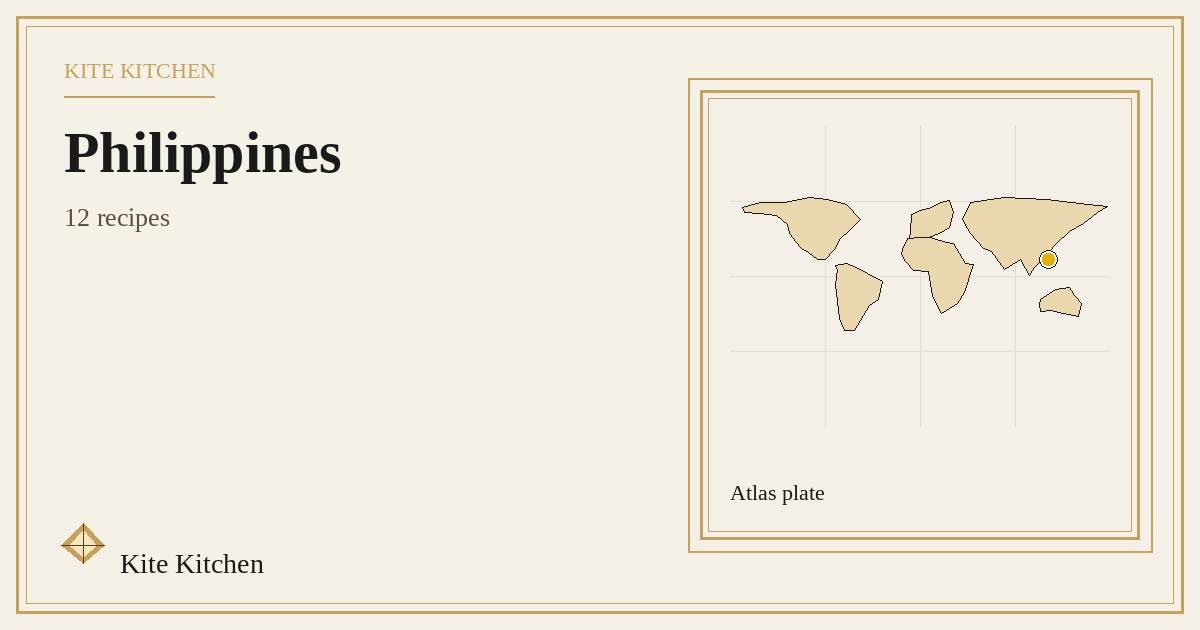 KITE KITCHEN
Philippines
12 recipes
Atlas plate
Kite Kitchen